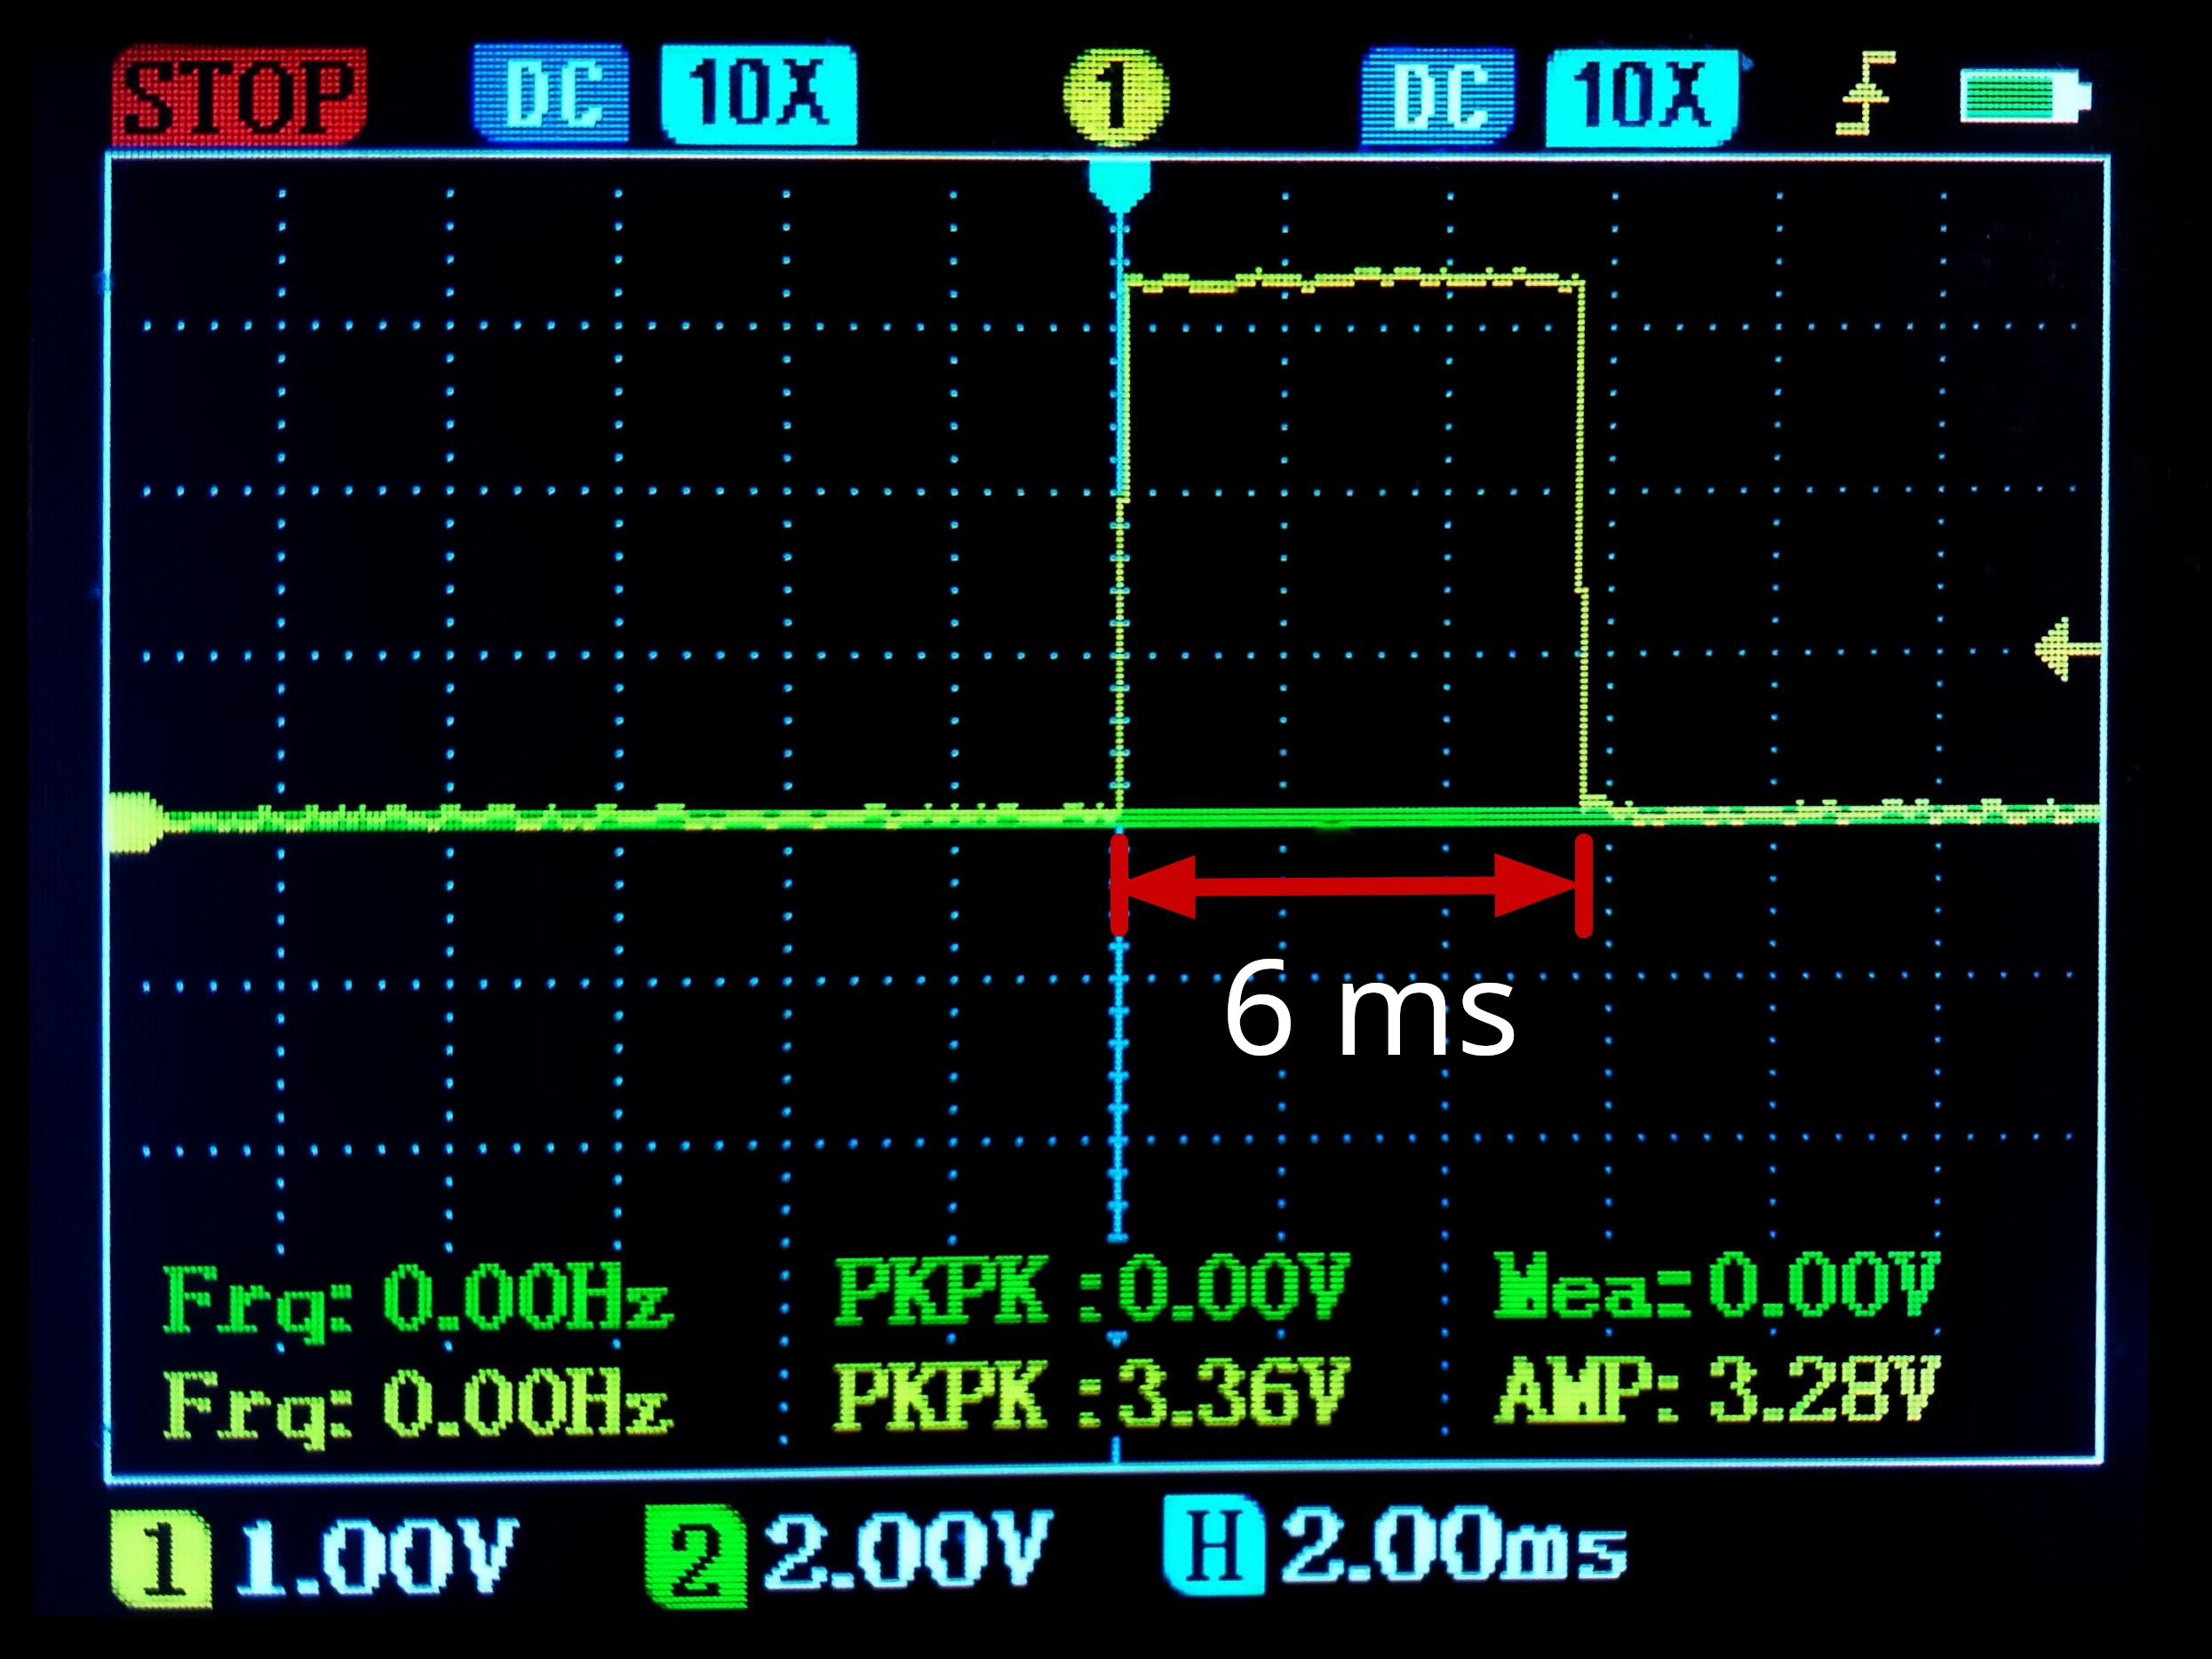 STOP DC 10X 1 DC 10X
6 ms
Frq: 0.00Hz PKPK :0.00V Mea: 0.00V
Frq: 0.00Hz PKPK :3.36V AMP: 3.28V
1 1.00V 2 2.00V H 2.00ms